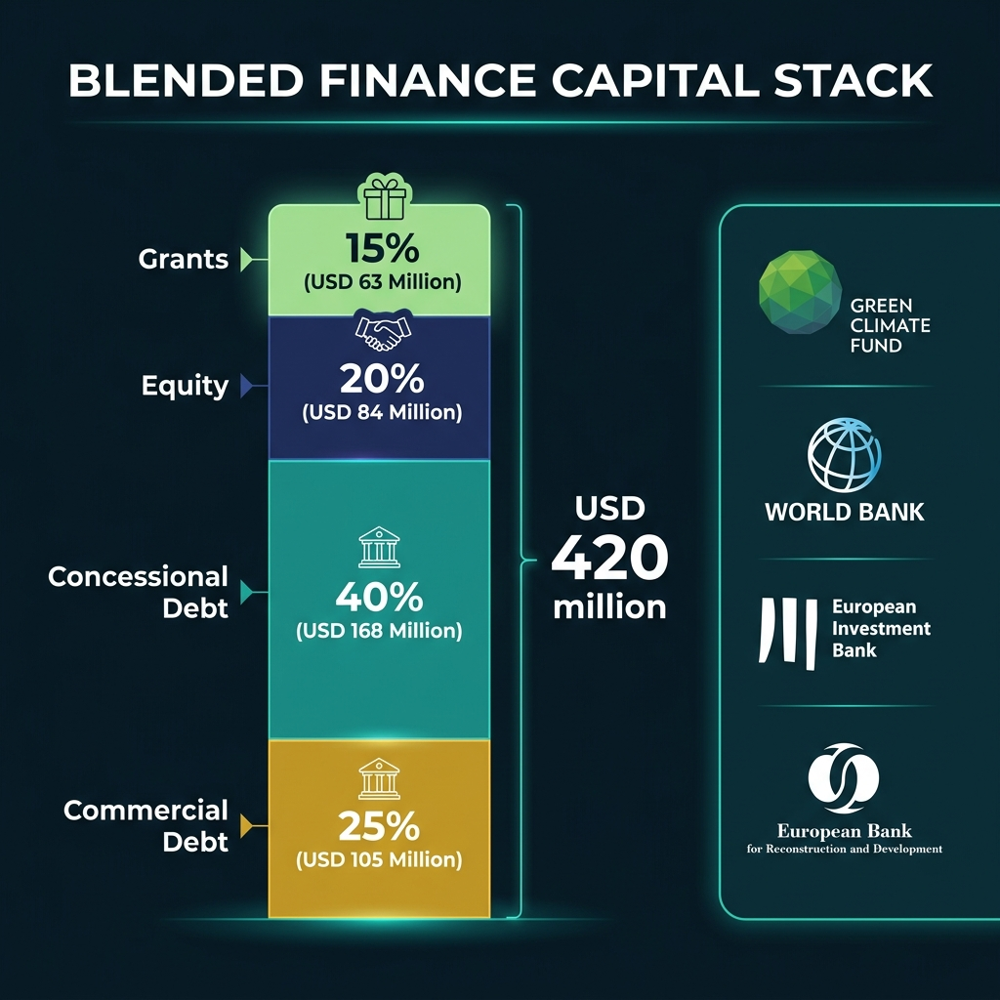 BLENDED FINANCE CAPITAL STACK
Grants
15%
(USD 63 Million)
Equity
20%
(USD 84 Million)
Concessional
Debt
40%
(USD 168 Million)
Commercial
Debt
25%
(USD 105 Million)
USD
420
million
GREEN
CLIMATE
FUND
WORLD BANK
European
Investment
Bank
European Bank
for Reconstruction and Development